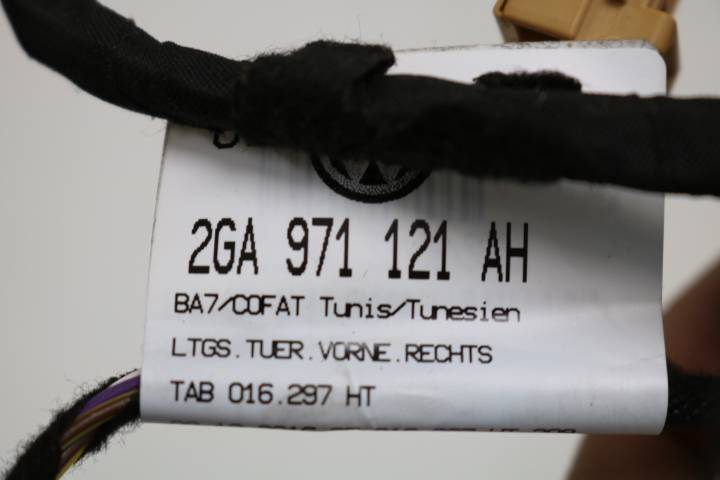 2GA 971 121 AH
BA7/COFAT Tunis/Tunesien
LTGS.TUER.VORNE.RECHTS
TAB 016.297 HT